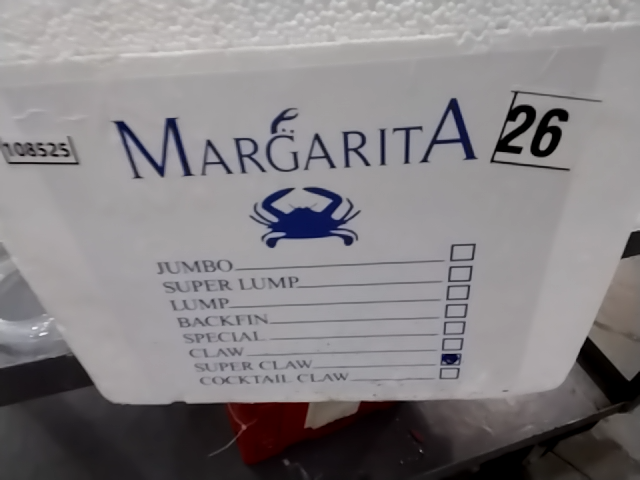 108525
MARGARITA
26
JUMBO
SUPER LUMP
LUMP
BACKFIN
SPECIAL
CLAW
SUPER CLAW
COCKTAIL CLAW